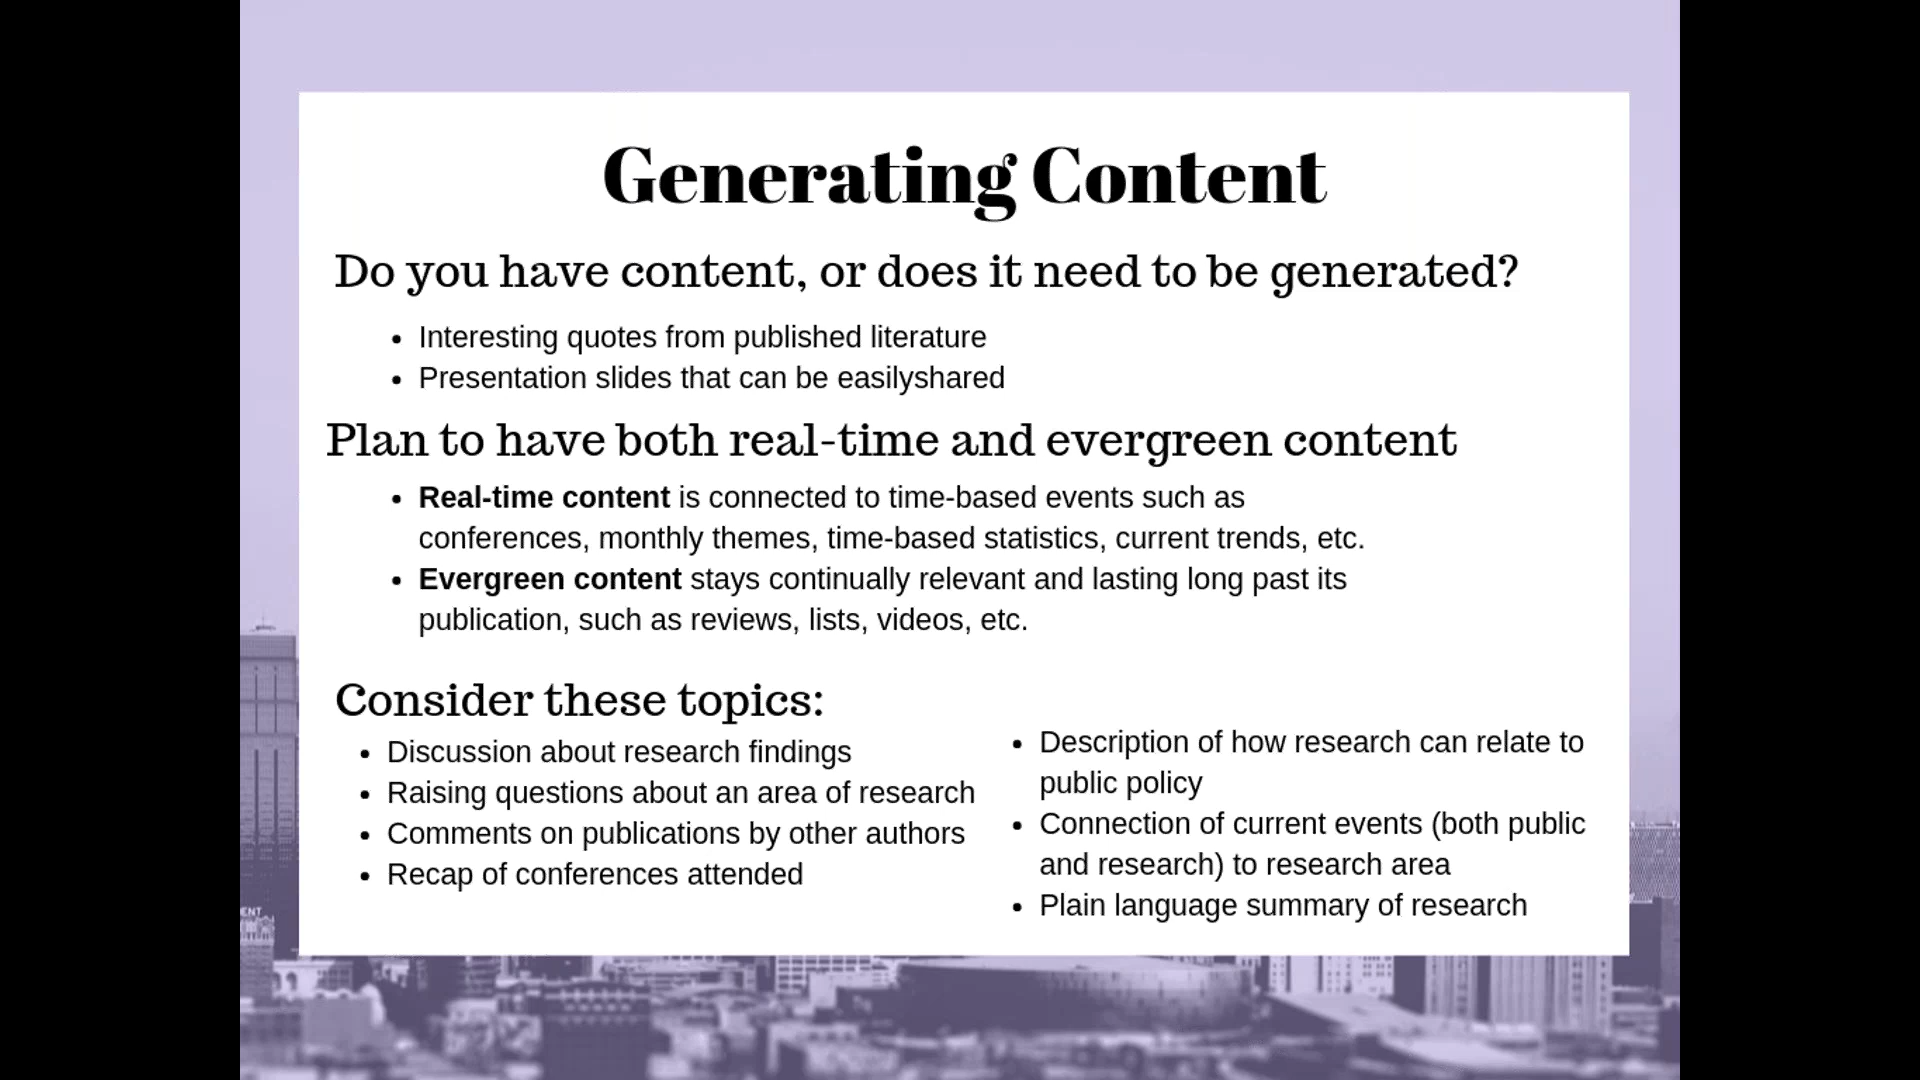 Generating Content
Do you have content, or does it need to be generated?
• Interesting quotes from published literature
• Presentation slides that can be easilyshared
Plan to have both real-time and evergreen content
• Real-time content is connected to time-based events such as
conferences, monthly themes, time-based statistics, current trends, etc.
• Evergreen content stays continually relevant and lasting long past its
publication, such as reviews, lists, videos, etc.
Consider these topics:
• Discussion about research findings
• Raising questions about an area of research
• Comments on publications by other authors
• Recap of conferences attended
• Description of how research can relate to
public policy
• Connection of current events (both public
and research) to research area
• Plain language summary of research
ENT